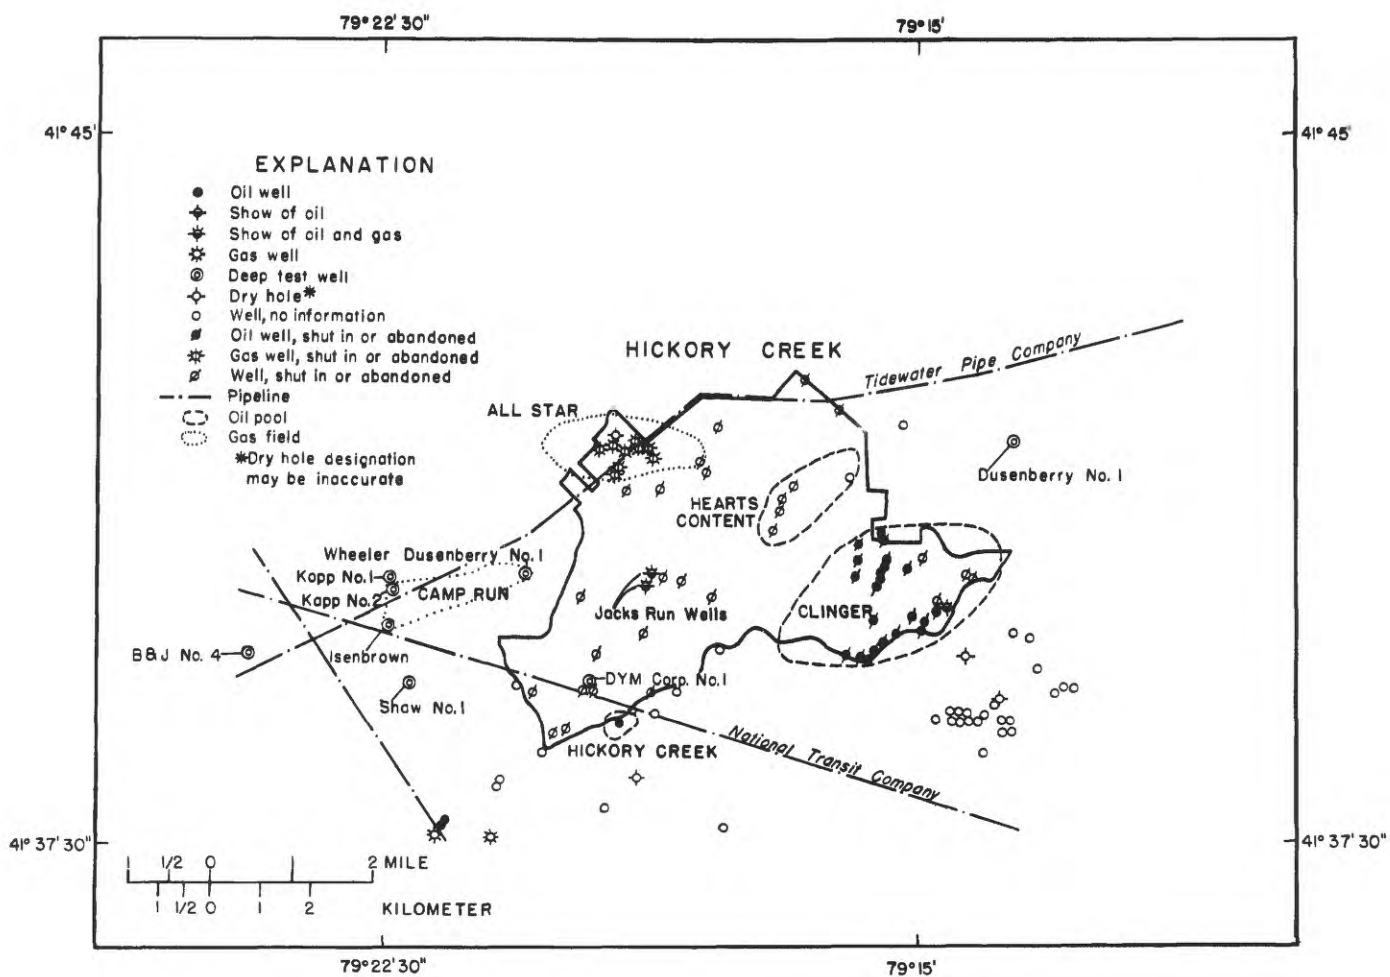 79° 22' 30"
79° 15'
41° 45'
41° 45'
EXPLANATION
Oil well
Show of oil
Show of oil and gas
Gas well
Deep test well
Dry hole*
Well, no information
Oil well, shut in or abandoned
Gas well, shut in or abandoned
Well, shut in or abandoned
Pipeline
Oil pool
Gas field
*Dry hole designation
may be inaccurate
HICKORY CREEK
Tidewater Pipe Company
ALL STAR
Dusenberry No. 1
HEARTS
CONTENT
Wheeler Dusenberry No. 1
Kopp No. 1
Kopp No. 2
CAMP RUN
Jacks Run Wells
CLINGER
B&J No. 4
Isenbrown
DYM Corp. No. 1
Shaw No. 1
HICKORY CREEK
National Transit Company
41° 37' 30"
41° 37' 30"
1 1/2 0 1 2 MILE
1 1/2 0 1 2 KILOMETER
79° 22' 30"
79° 15'